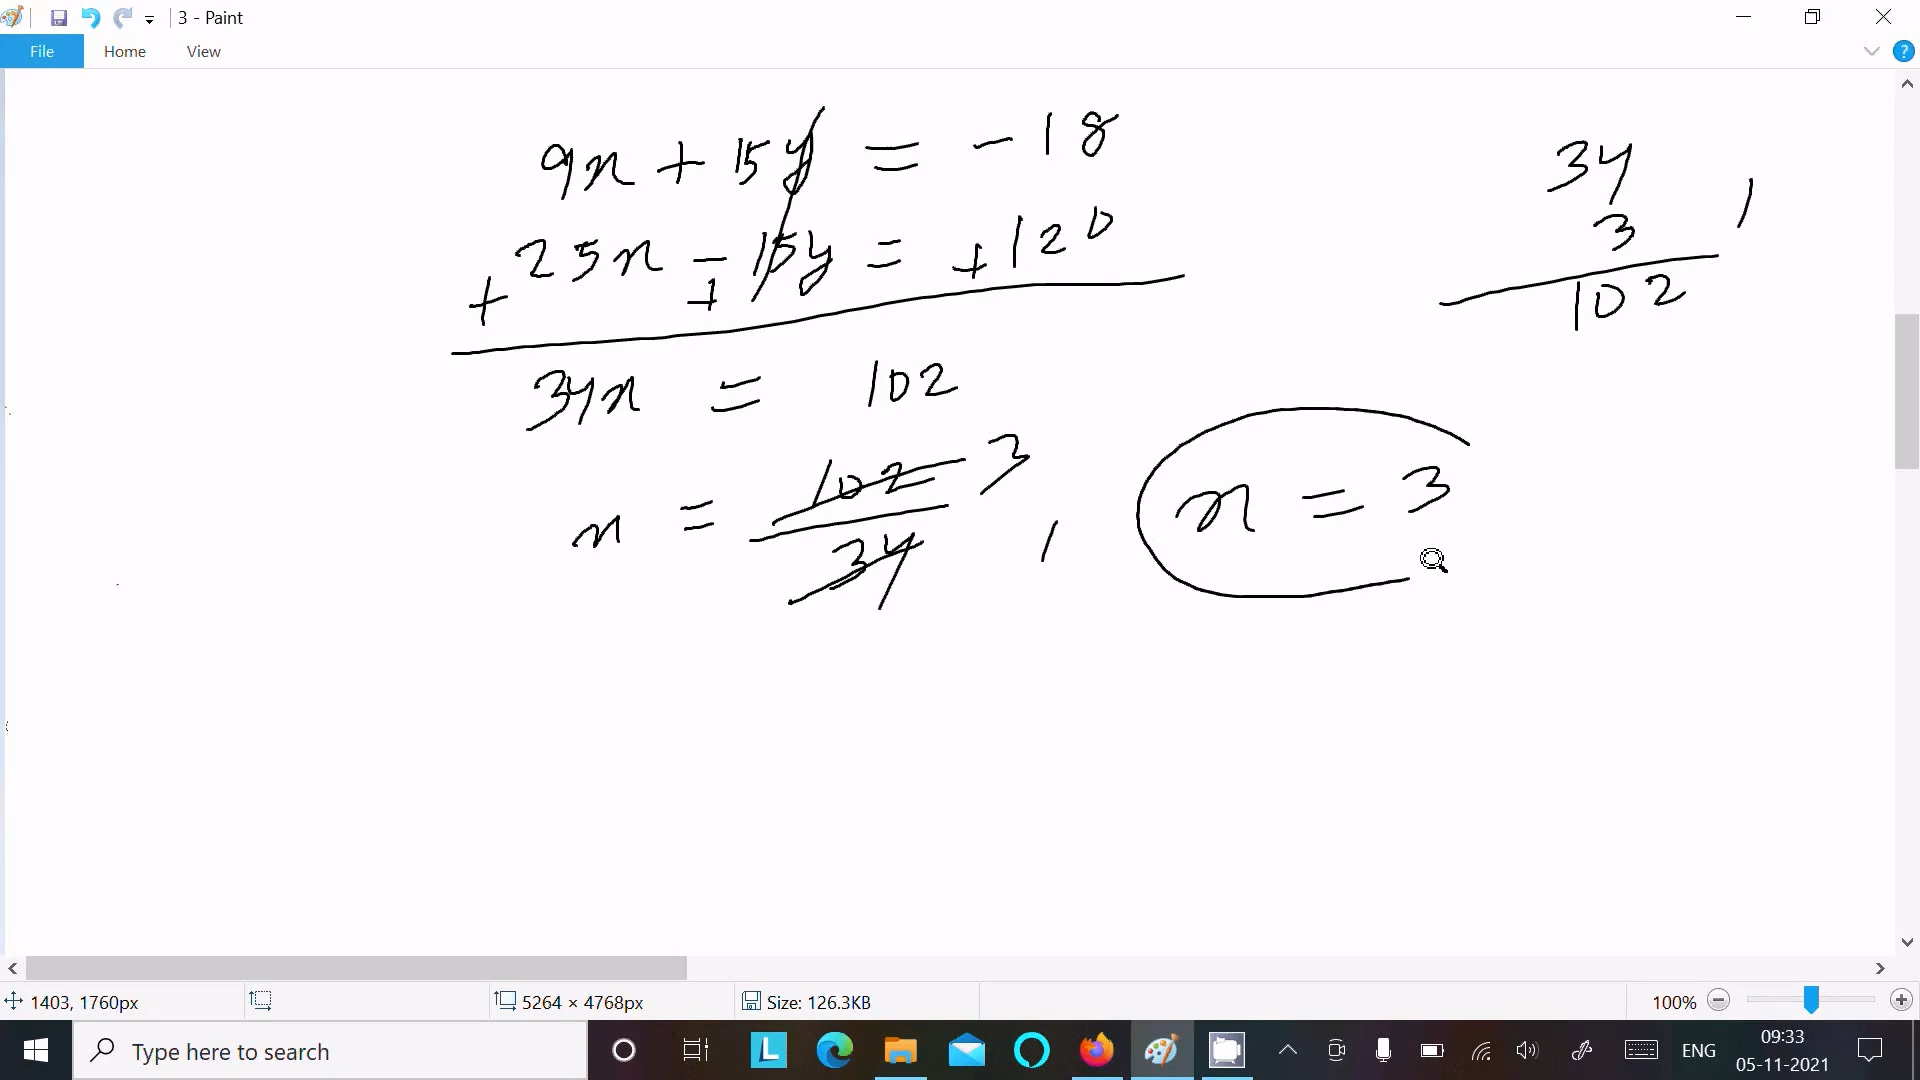 3 - Paint
File Home View
9x + 15y = - 18
+ 25x - 15y = + 120
+
34x = 102
x = 102 3
34
, x = 3
34
3
,
102
1403, 1760px
5264 × 4768px
Size: 126.3KB
100%
Type here to search
ENG
09:33
05-11-2021